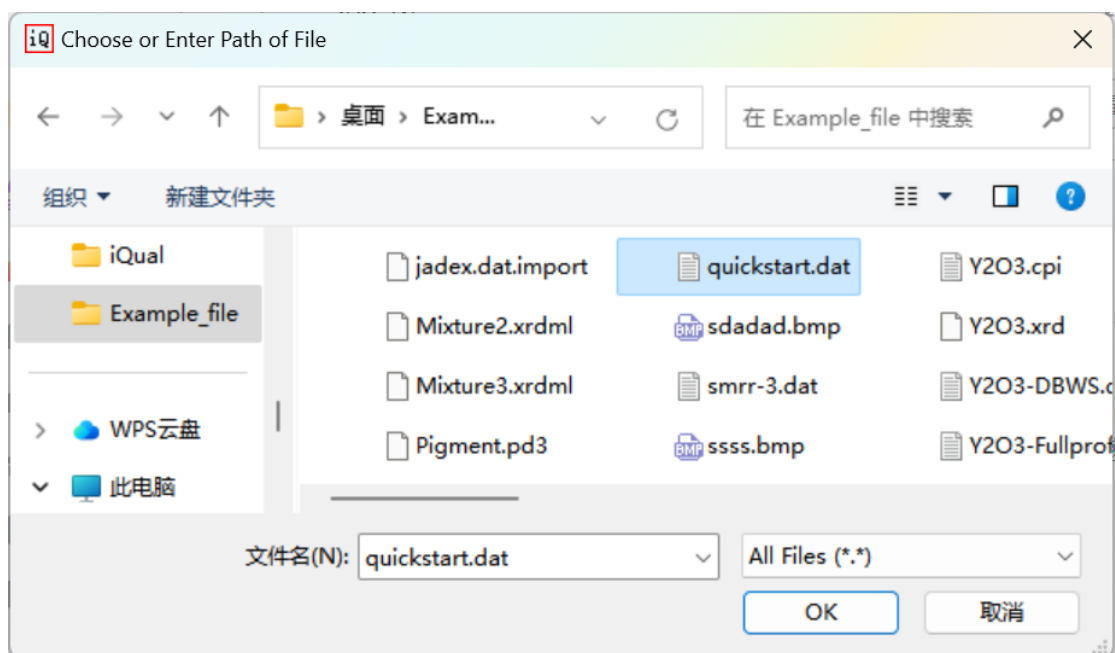 iQ Choose or Enter Path of File
桌面 > Exam...
在 Example_file 中搜索
组织
新建文件夹
iQual
Example_file
WPS云盘
此电脑
jadex.dat.import
quickstart.dat
Y2O3.cpi
Mixture2.xrdml
BMP sdadad.bmp
Y2O3.xrd
Mixture3.xrdml
smrr-3.dat
Y2O3-DBWS.
Pigment.pd3
BMP ssss.bmp
Y2O3-Fullprof
文件名(N):
quickstart.dat
All Files (*.*)
OK
取消